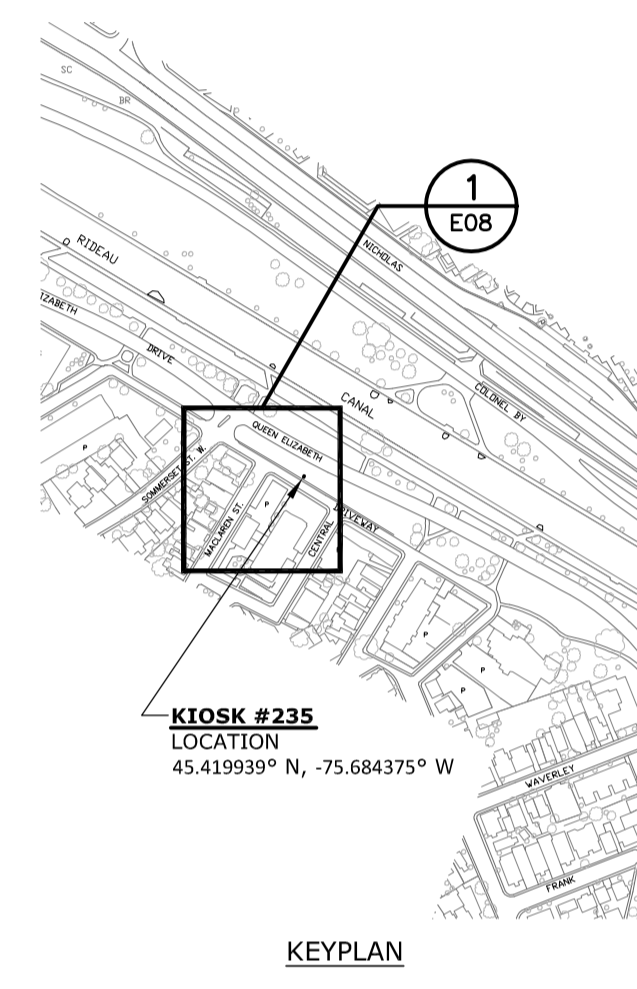 SC
BR
1
E08
NICHOLAS
RIDEAU
IZABETH
DRIVE
COLONEL BY
CANAL
QUEEN ELIZABETH
P
SOMMERSET ST. W.
P
DRIVEWAY
MACLAREN ST.
CENTRAL
P
P
P
KIOSK #235
LOCATION
45.419939° N, -75.684375° W
WAVERLEY
FRANK
KEYPLAN